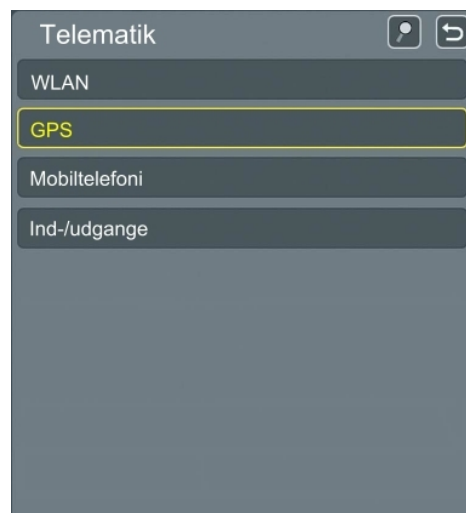 Telematik
WLAN
GPS
Mobiltelefoni
Ind-/udgange